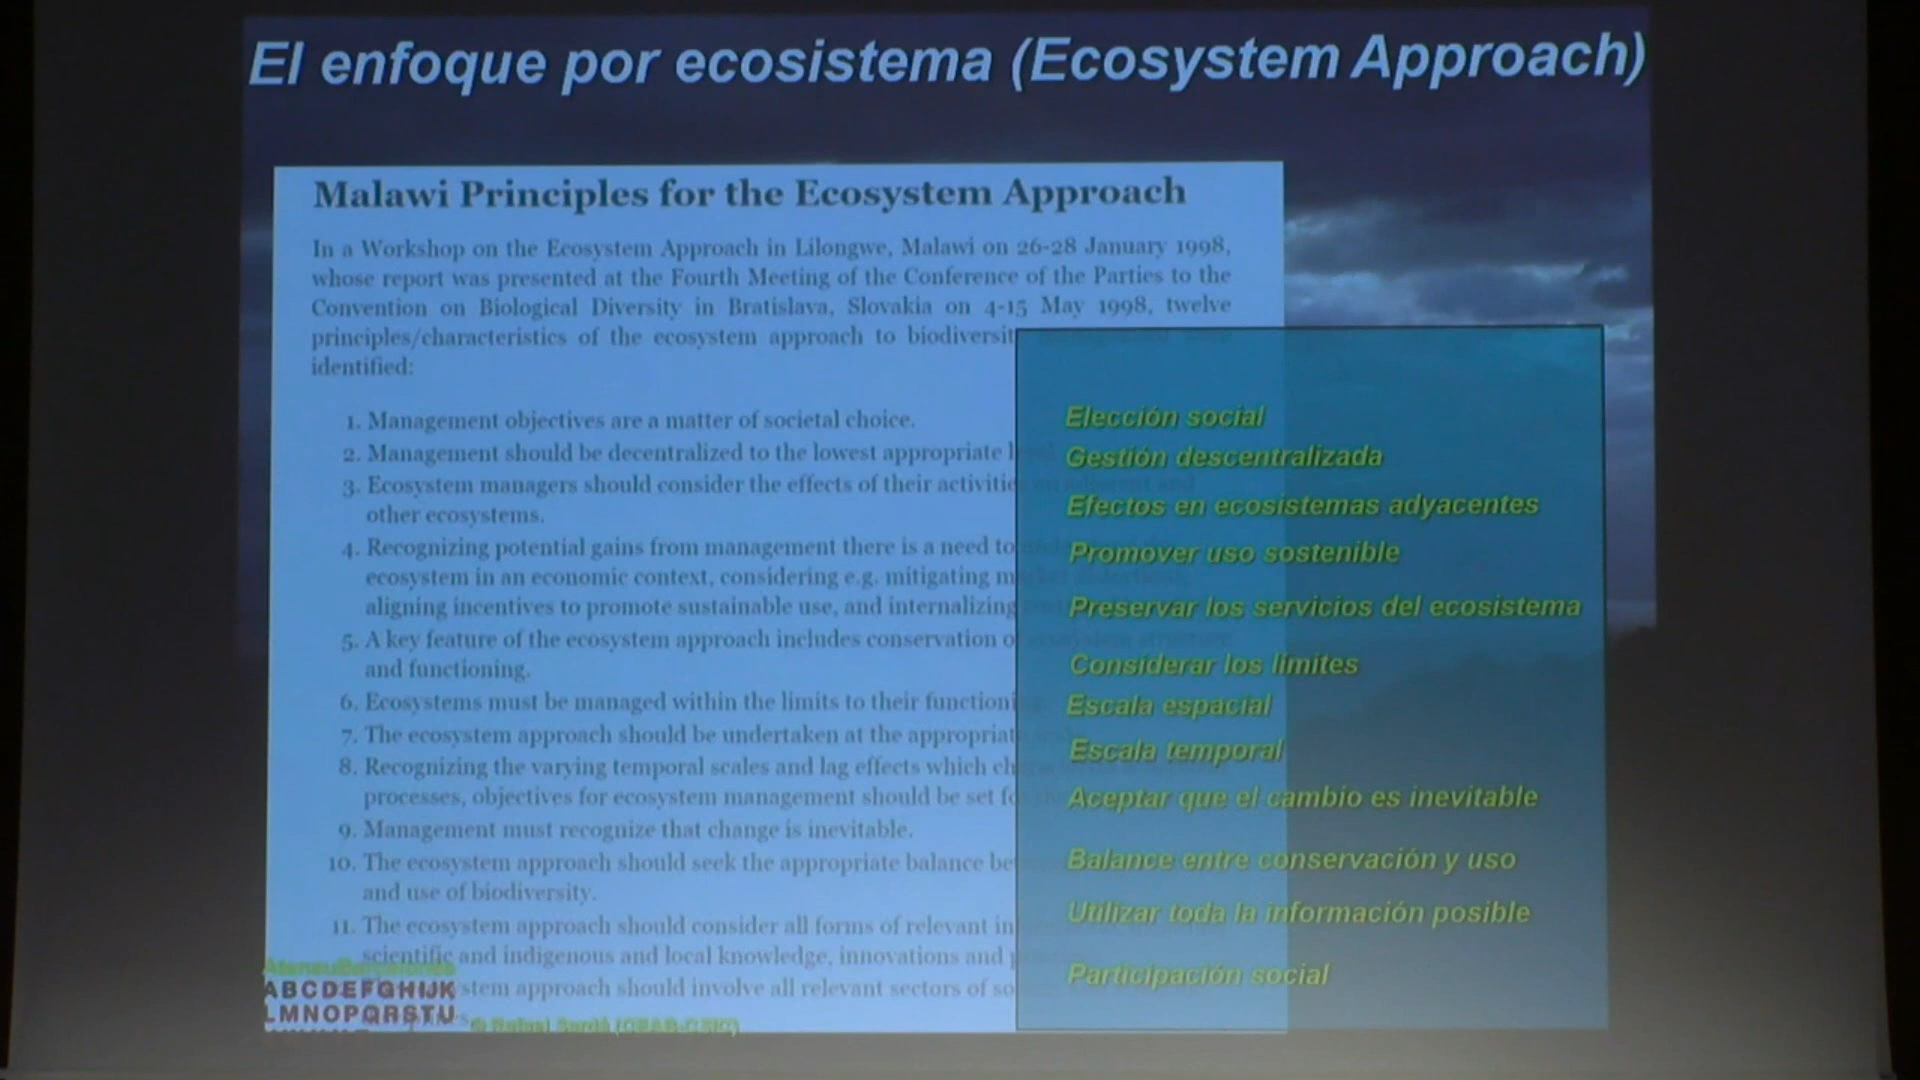 El enfoque por ecosistema (Ecosystem Approach)
Malawi Principles for the Ecosystem Approach
In a Workshop on the Ecosystem Approach in Lilongwe, Malawi on 26-28 January 1998,
whose report was presented at the Fourth Meeting of the Conference of the Parties to the
Convention on Biological Diversity in Bratislava, Slovakia on 4-15 May 1998, twelve
principles/characteristics of the ecosystem approach to biodiversit
identified:
1. Management objectives are a matter of societal choice.
2. Management should be decentralized to the lowest appropriate
3. Ecosystem managers should consider the effects of their activities
other ecosystems.
4. Recognizing potential gains from management there is a need to
ecosystem in an economic context, considering e.g. mitigating
aligning incentives to promote sustainable use, and internalizing
5. A key feature of the ecosystem approach includes conservation
and functioning.
6. Ecosystems must be managed within the limits to their functioni
7. The ecosystem approach should be undertaken at the appropriat
8. Recognizing the varying temporal scales and lag effects which
processes, objectives for ecosystem management should be set
9. Management must recognize that change is inevitable.
10. The ecosystem approach should seek the appropriate balance
and use of biodiversity.
11. The ecosystem approach should consider all forms of relevant
scientific and indigenous and local knowledge, innovations and
stem approach should involve all relevant sectors of
Elección social
Gestión descentralizada
Efectos en ecosistemas adyacentes
Promover uso sostenible
Preservar los servicios del ecosistema
Considerar los límites
Escala espacial
Escala temporal
Aceptar que el cambio es inevitable
Balance entre conservación y uso
Utilizar toda la información posible
Participación social
AteneuBarcelonès
ABCDEFGHIJK
LMNOPQRSTU